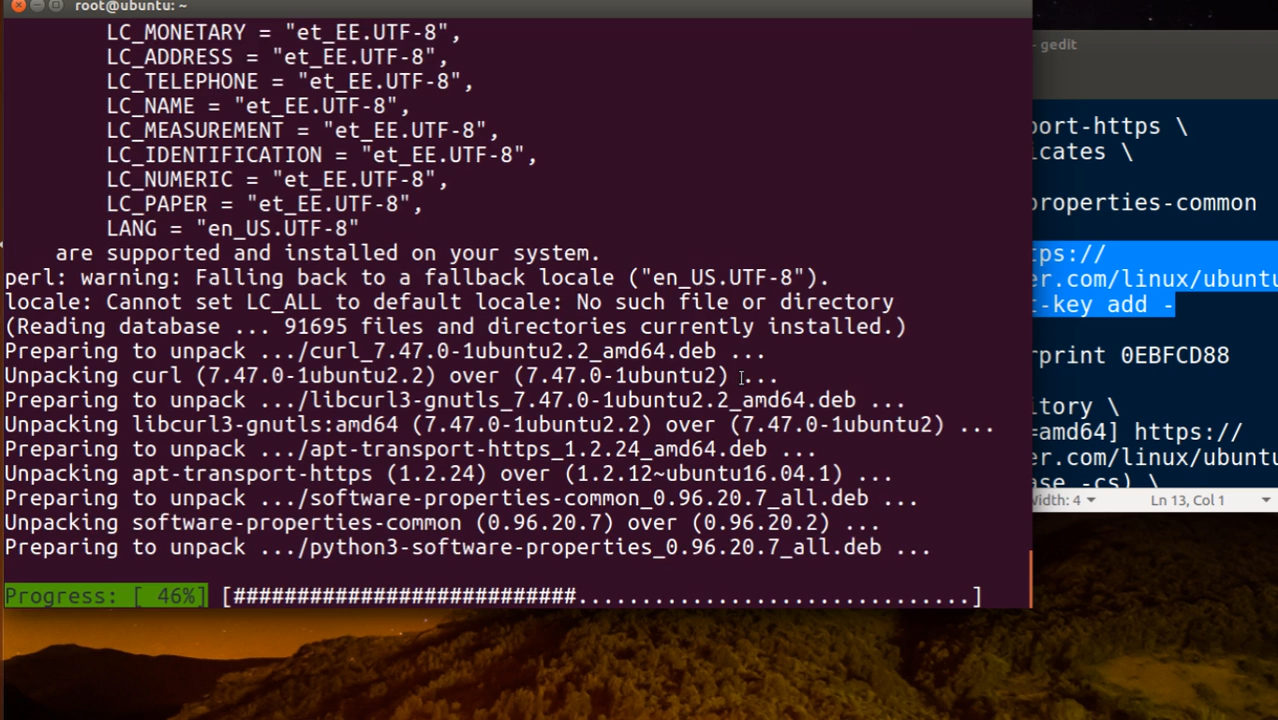 root@ubuntu: ~
LC_MONETARY = "et_EE.UTF-8",
LC_ADDRESS = "et_EE.UTF-8",
LC_TELEPHONE = "et_EE.UTF-8",
LC_NAME = "et_EE.UTF-8",
LC_MEASUREMENT = "et_EE.UTF-8",
LC_IDENTIFICATION = "et_EE.UTF-8",
LC_NUMERIC = "et_EE.UTF-8",
LC_PAPER = "et_EE.UTF-8",
LANG = "en_US.UTF-8"
are supported and installed on your system.
perl: warning: Falling back to a fallback locale ("en_US.UTF-8").
locale: Cannot set LC_ALL to default locale: No such file or directory
(Reading database ... 91695 files and directories currently installed.)
Preparing to unpack .../curl_7.47.0-1ubuntu2.2_amd64.deb ...
Unpacking curl (7.47.0-1ubuntu2.2) over (7.47.0-1ubuntu2) ...
Preparing to unpack .../libcurl3-gnutls_7.47.0-1ubuntu2.2_amd64.deb ...
Unpacking libcurl3-gnutls:amd64 (7.47.0-1ubuntu2.2) over (7.47.0-1ubuntu2) ...
Preparing to unpack .../apt-transport-https_1.2.24_amd64.deb ...
Unpacking apt-transport-https (1.2.24) over (1.2.12~ubuntu16.04.1) ...
Preparing to unpack .../software-properties-common_0.96.20.7_all.deb ...
Unpacking software-properties-common (0.96.20.7) over (0.96.20.2) ...
Preparing to unpack .../python3-software-properties_0.96.20.7_all.deb ...
Progress: [ 46%] [###########################...............................]
- gedit
port-https \
icates \
properties-common
tps://
er.com/linux/ubuntu
t-key add -
rprint 0EBFCD88
itory \
=amd64] https://
er.com/linux/ubuntu
ase -cs) \
Width: 4
Ln 13, Col 1